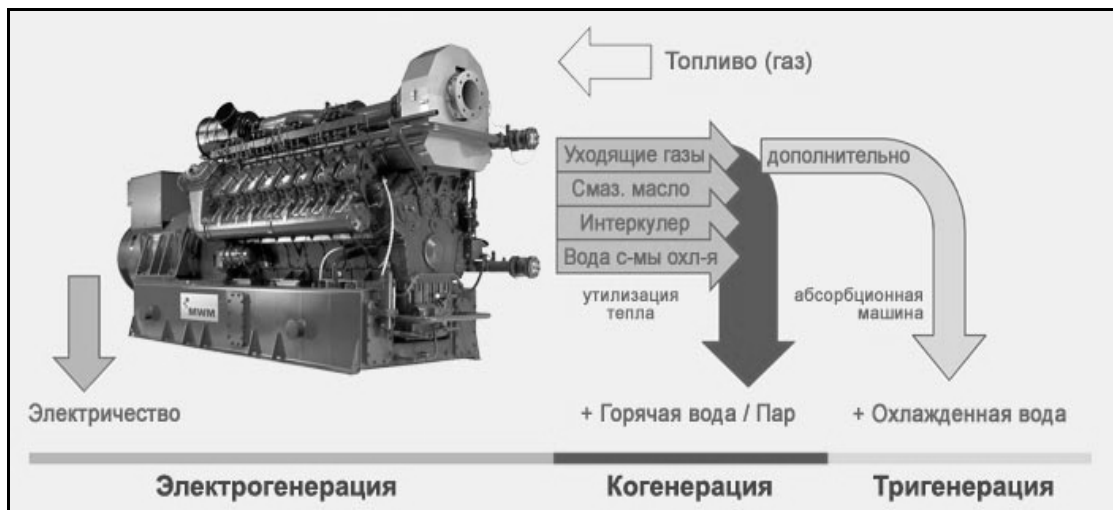 Топливо (газ)
Уходящие газы
дополнительно
Смаз. масло
Интеркулер
Вода с-мы охл-я
утилизация
тепла
абсорбционная
машина
MWM
Электричество
+ Горячая вода / Пар
+ Охлажденная вода
Электрогенерация
Когенерация
Тригенерация